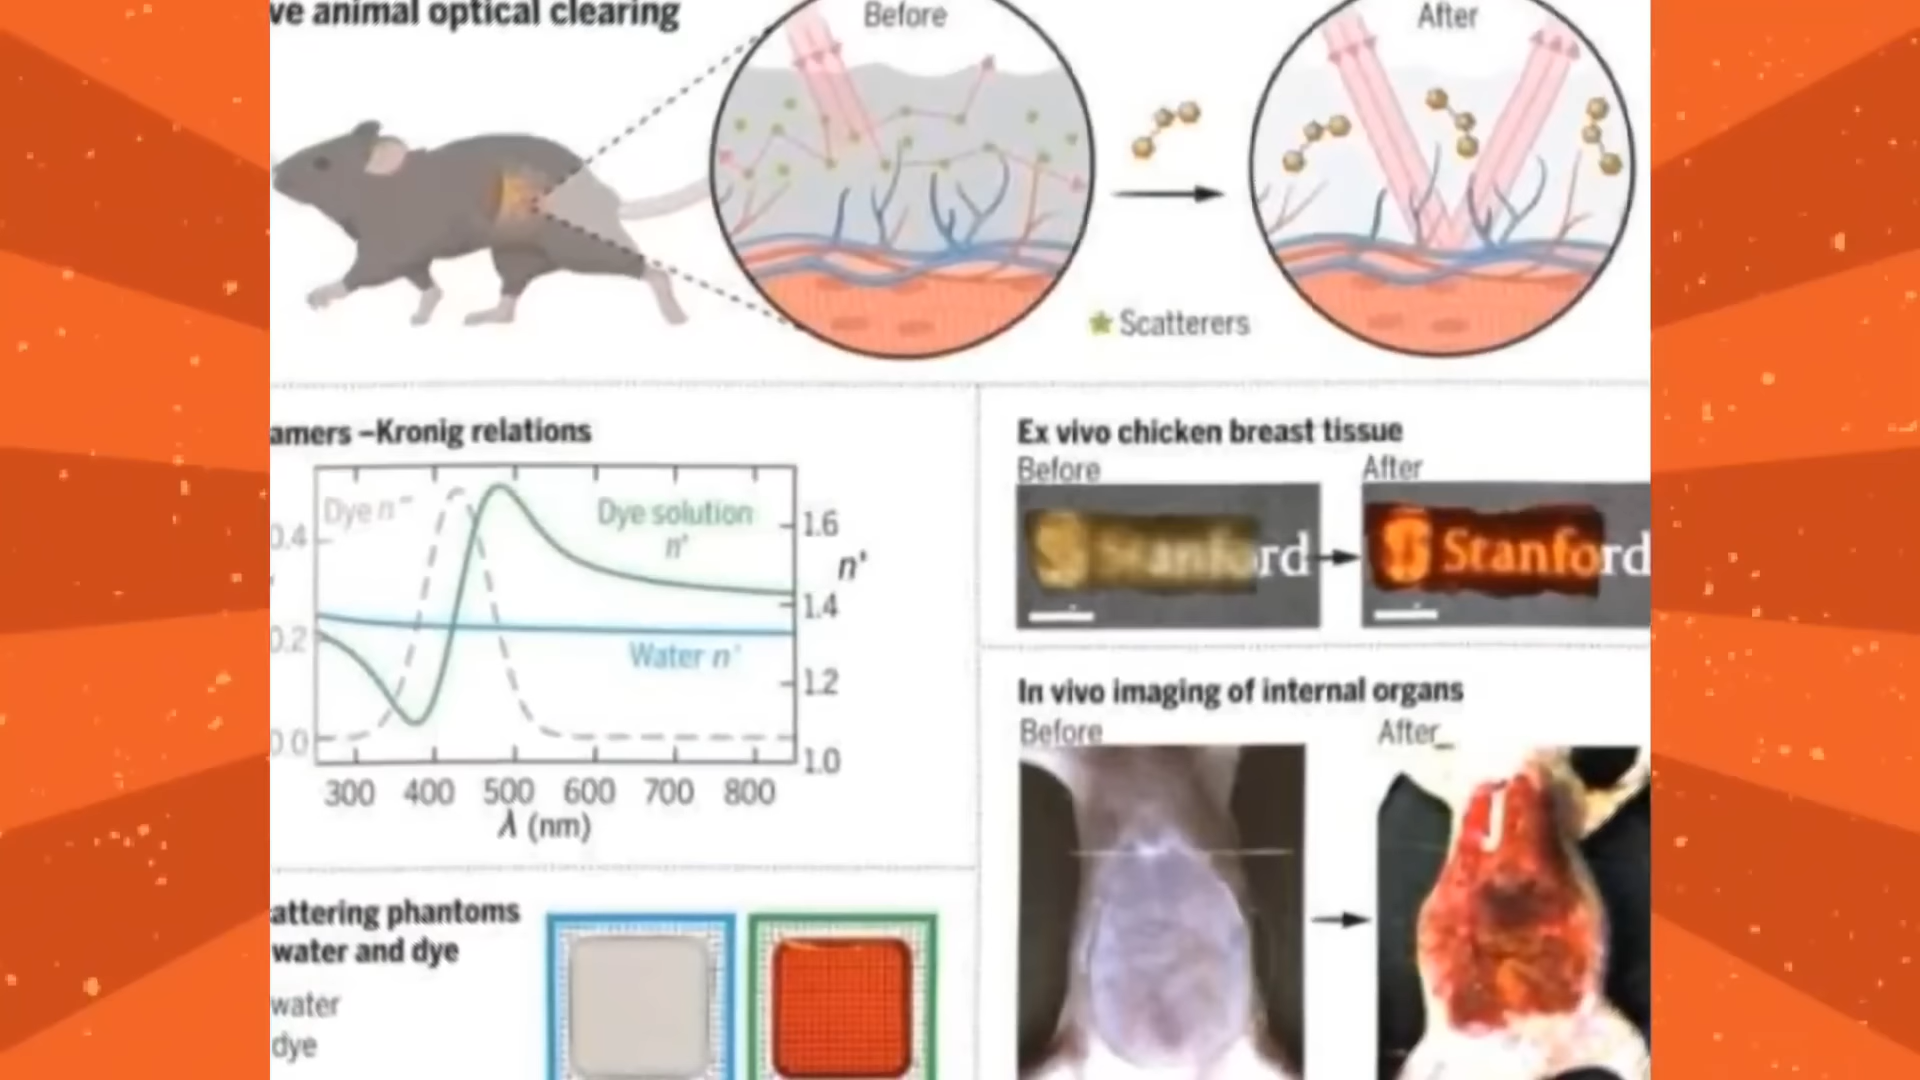 ve animal optical clearing
Before
After
Scatterers
amers –Kronig relations
Dye n"
Dye solution
n'
Water n'
0.4
0.2
0.0
1.6
1.4
1.2
1.0
n'
300 400 500 600 700 800
λ (nm)
Ex vivo chicken breast tissue
Before
After
Stanford
Stanford
In vivo imaging of internal organs
Before
After
attering phantoms
water and dye
water
dye